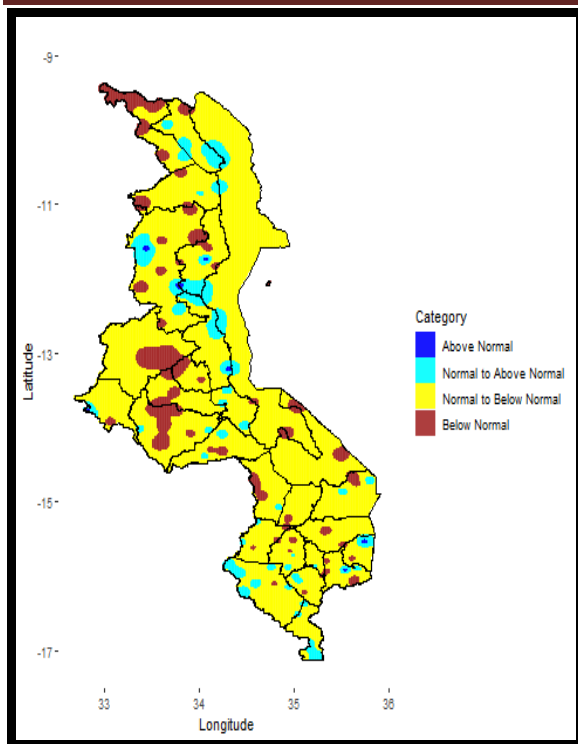 -9
-11
-13
-15
-17
Latitude
33
34
35
36
Longitude
Category
Above Normal
Normal to Above Normal
Normal to Below Normal
Below Normal